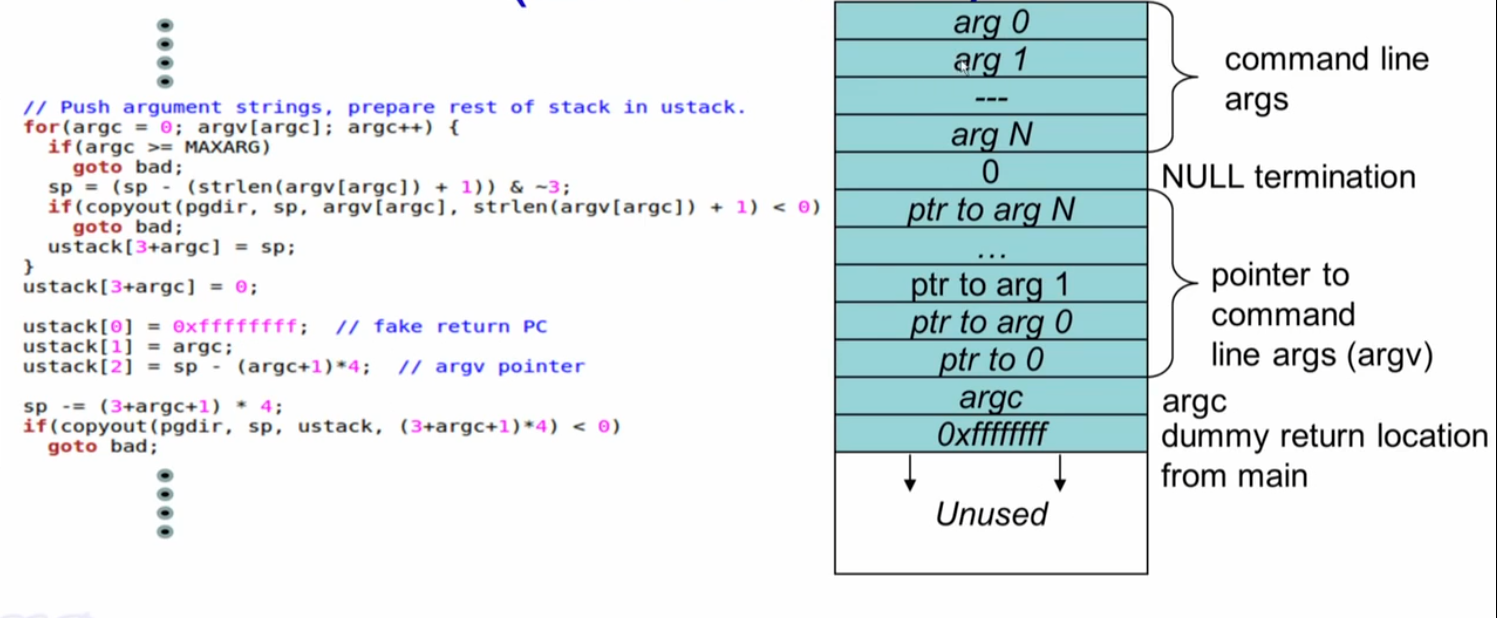 // Push argument strings, prepare rest of stack in ustack.
for(argc = 0; argv[argc]; argc++) {
if(argc >= MAXARG)
goto bad;
sp = (sp - (strlen(argv[argc]) + 1)) & ~3;
if(copyout(pgdir, sp, argv[argc], strlen(argv[argc]) + 1) < 0)
goto bad;
ustack[3+argc] = sp;
}
ustack[3+argc] = 0;
ustack[0] = 0xffffffff; // fake return PC
ustack[1] = argc;
ustack[2] = sp - (argc+1)*4; // argv pointer
sp -= (3+argc+1) * 4;
if(copyout(pgdir, sp, ustack, (3+argc+1)*4) < 0)
goto bad;
arg 0
arg 1
---
arg N
0
ptr to arg N
...
ptr to arg 1
ptr to arg 0
ptr to 0
argc
0xffffffff
Unused
command line
args
NULL termination
pointer to
command
line args (argv)
argc
dummy return location
from main